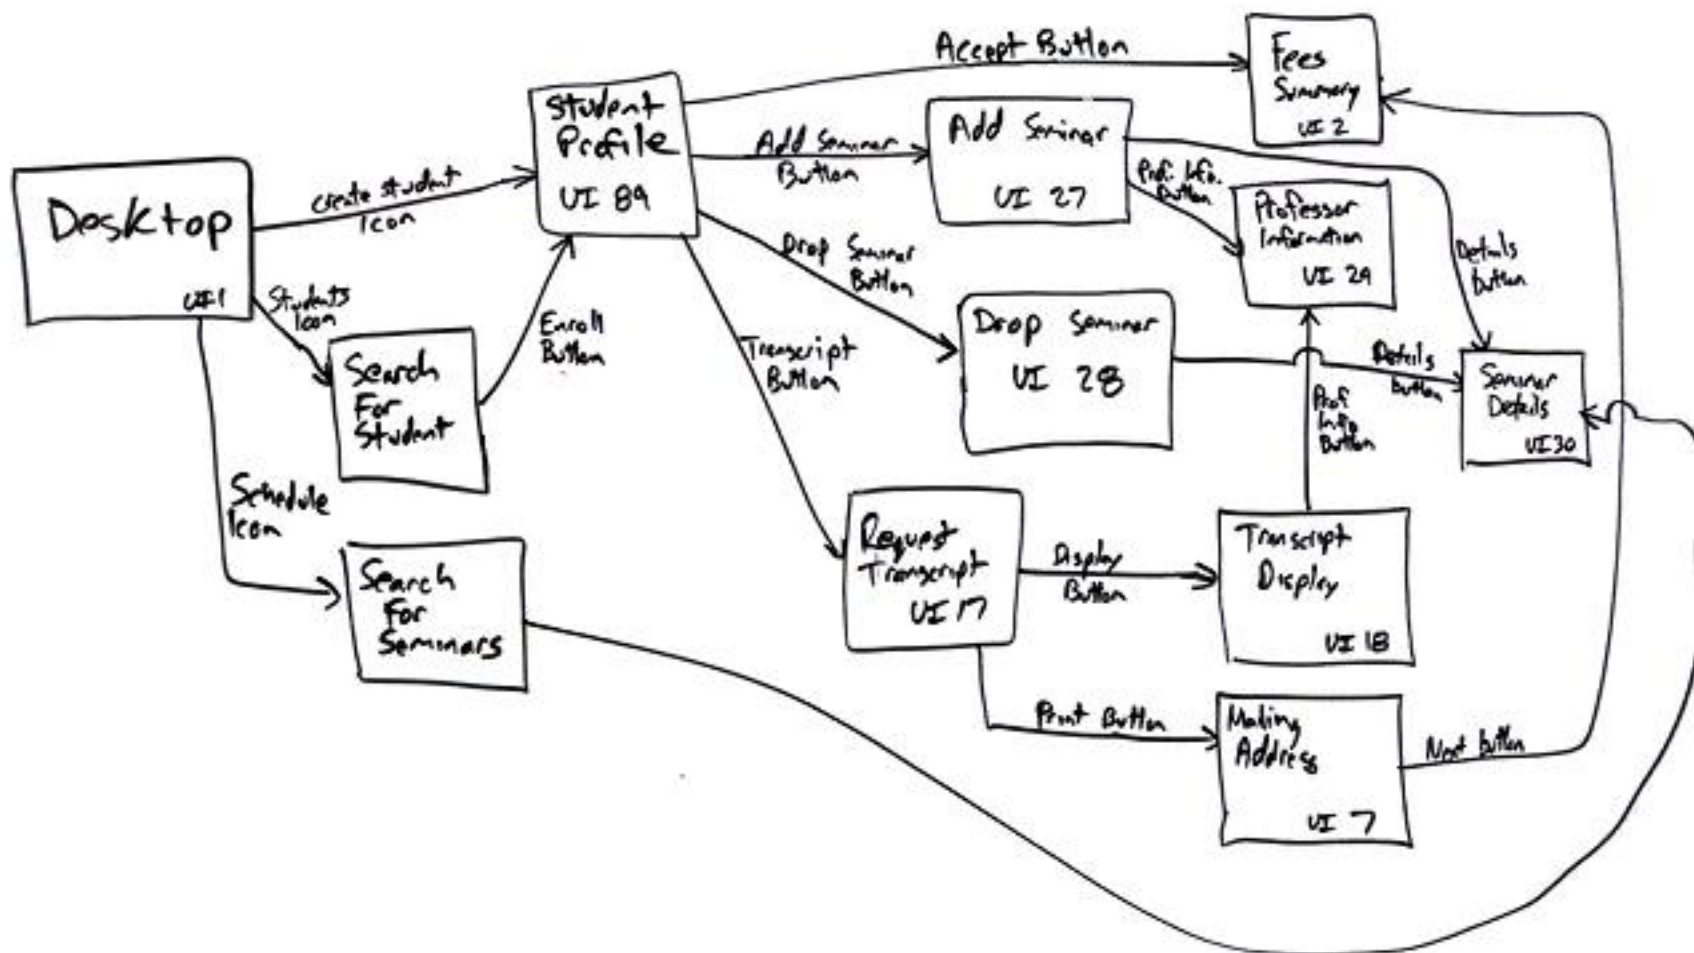 Desktop
UI 1
Create Student
Icon
Students
Icon
Schedule
Icon
Search
For
Student
Enroll
Button
Search
For
Seminars
Student
Profile
UI 89
Accept Button
Add Seminar
Button
Drop Seminar
Button
Transcript
Button
Add Seminar
UI 27
Prof. Info.
Button
Details
Button
Drop Seminar
UI 28
Details
Button
Request
Transcript
UI 17
Display
Button
Print Button
Fees
Summary
UI 2
Professor
Information
UI 29
Prof
Info
Button
Seminar
Details
UI 30
Transcript
Display
UI 18
Mailing
Address
UI 7
Next button